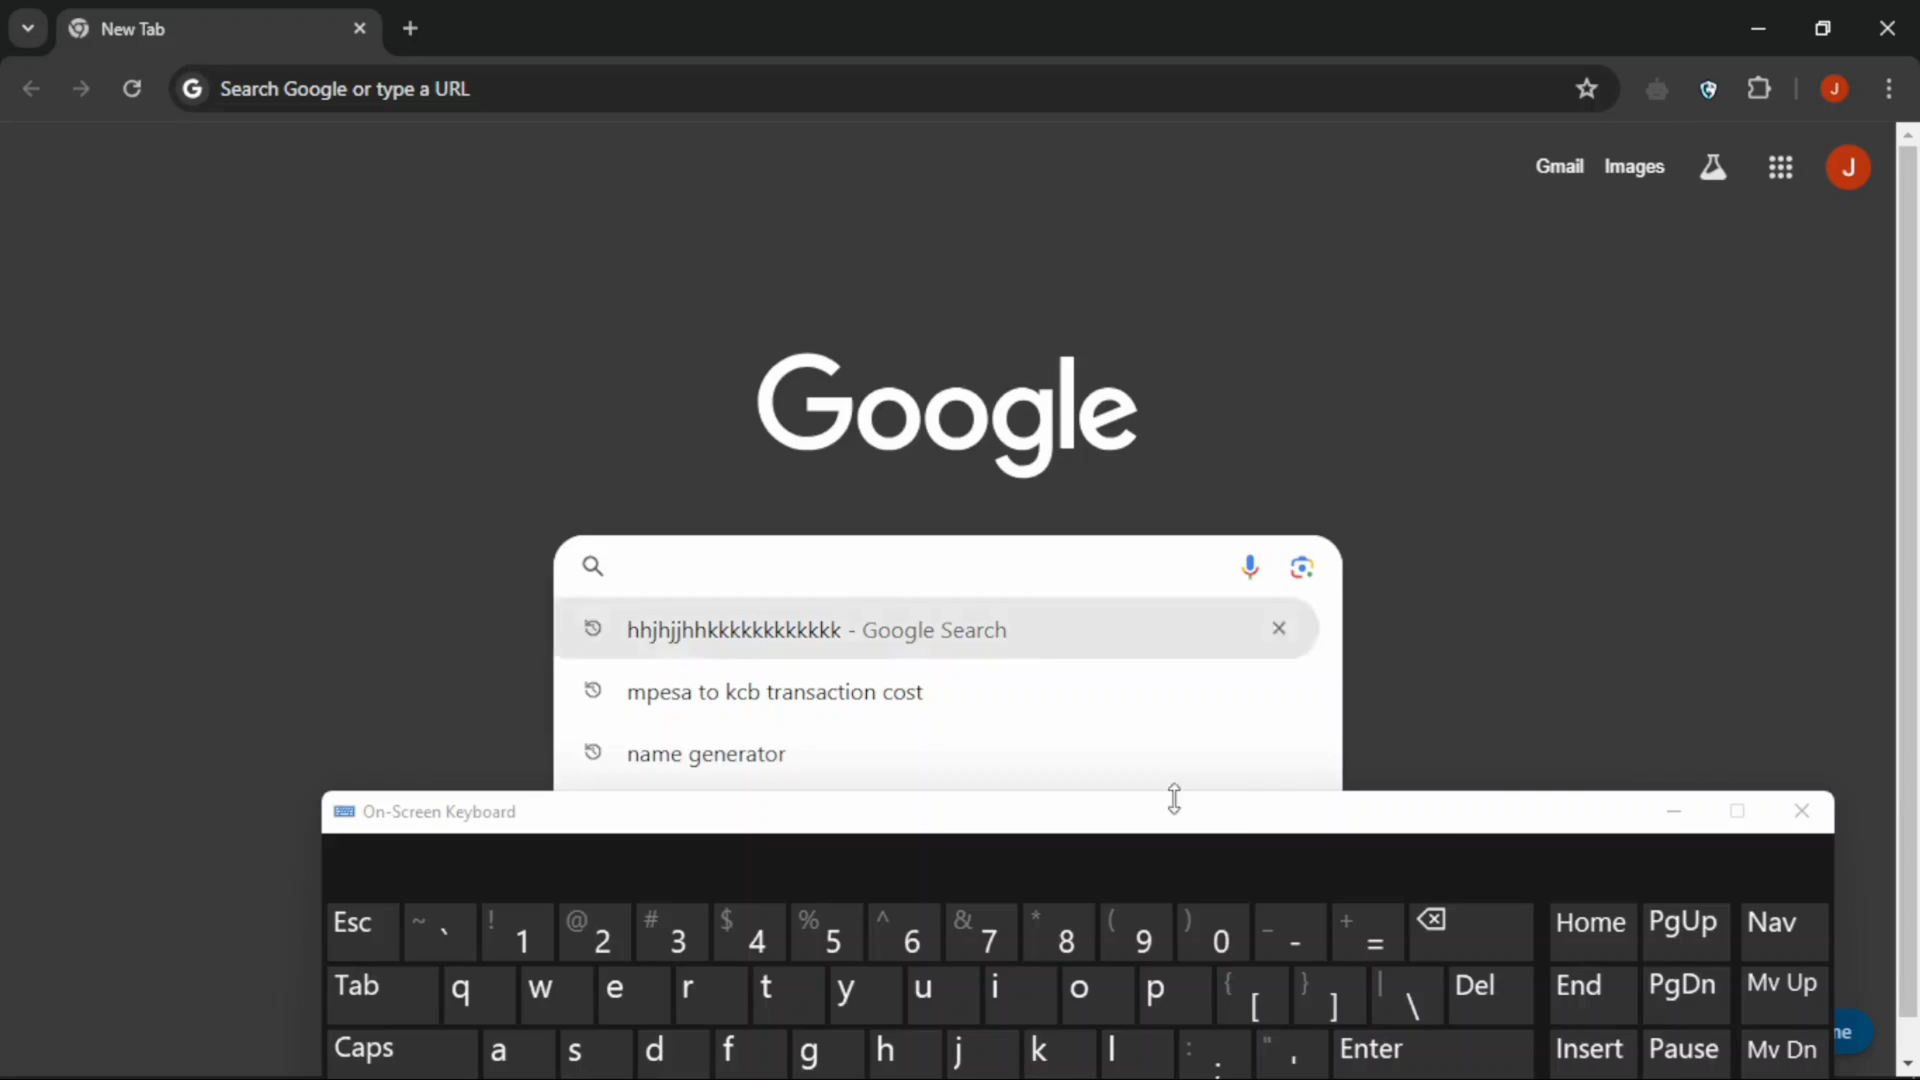 New Tab
Search Google or type a URL
J
Gmail Images J
Google
hhjhjjhhkkkkkkkkkkkk - Google Search
mpesa to kcb transaction cost
name generator
On-Screen Keyboard
Esc ~ ` ! 1 @ 2 # 3 $ 4 % 5 ^ 6 & 7 * 8 ( 9 ) 0 _ - + = Home PgUp Nav
Tab q w e r t y u i o p { [ } ] | \ Del End PgDn Mv Up
Caps a s d f g h j k l : ; " ' Enter Insert Pause Mv Dn